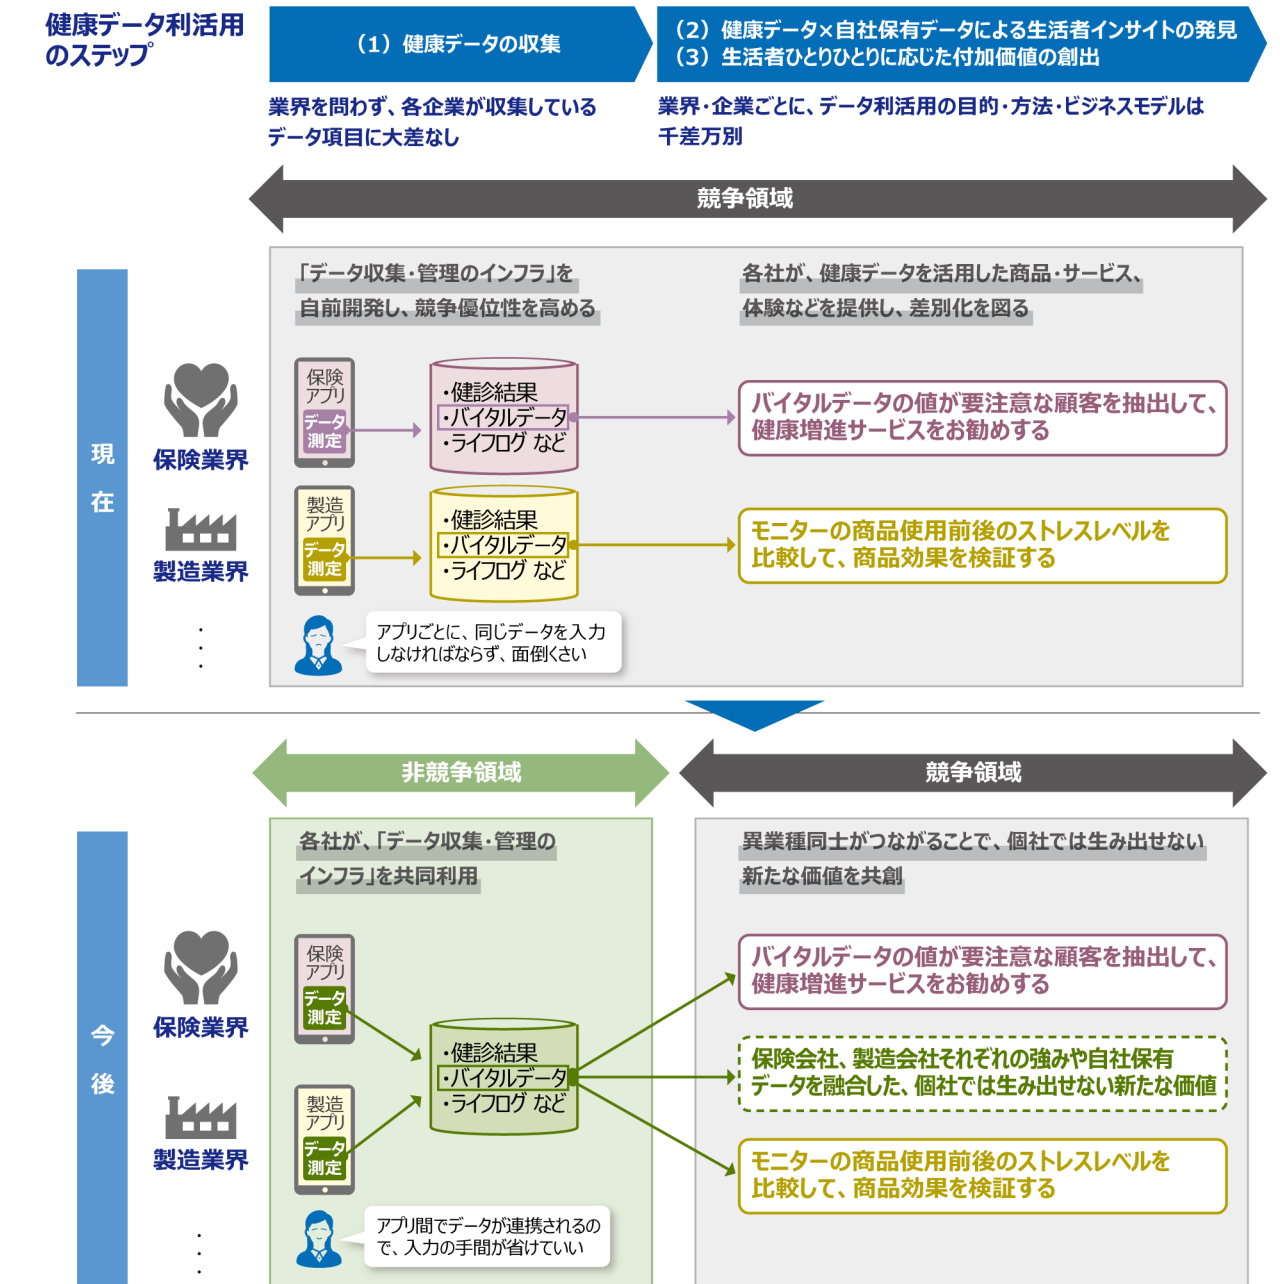 健康データ利活用
のステップ
（1）健康データの収集
（2）健康データ×自社保有データによる生活者インサイトの発見
（3）生活者ひとりひとりに応じた付加価値の創出
業界を問わず、各企業が収集している
データ項目に大差なし
業界・企業ごとに、データ利活用の目的・方法・ビジネスモデルは
千差万別
競争領域
現在
「データ収集・管理のインフラ」を
自前開発し、競争優位性を高める
各社が、健康データを活用した商品・サービス、
体験などを提供し、差別化を図る
保険業界
保険
アプリ
データ
測定
・健診結果
・バイタルデータ
・ライフログ など
バイタルデータの値が要注意な顧客を抽出して、
健康増進サービスをお勧めする
製造業界
製造
アプリ
データ
測定
・健診結果
・バイタルデータ
・ライフログ など
モニターの商品使用前後のストレスレベルを
比較して、商品効果を検証する
アプリごとに、同じデータを入力
しなければならず、面倒くさい
非競争領域
競争領域
今後
各社が、「データ収集・管理の
インフラ」を共同利用
異業種同士がつながることで、個社では生み出せない
新たな価値を共創
保険業界
保険
アプリ
データ
測定
製造業界
製造
アプリ
データ
測定
・健診結果
・バイタルデータ
・ライフログ など
バイタルデータの値が要注意な顧客を抽出して、
健康増進サービスをお勧めする
保険会社、製造会社それぞれの強みや自社保有
データを融合した、個社では生み出せない新たな価値
モニターの商品使用前後のストレスレベルを
比較して、商品効果を検証する
アプリ間でデータが連携されるの
で、入力の手間が省けていい